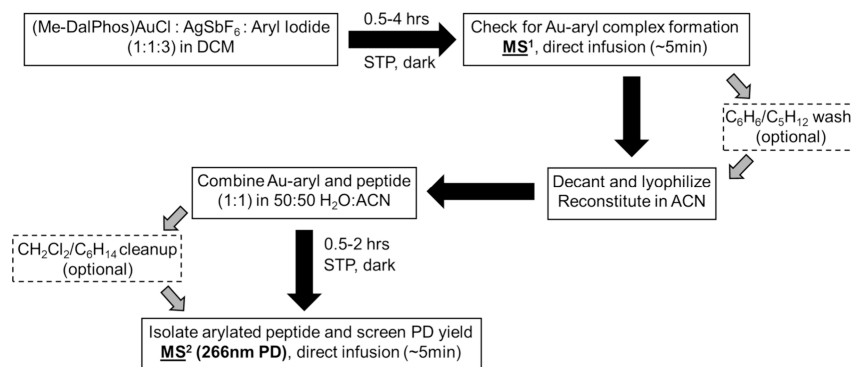 (Me-DalPhos)AuCl : AgSbF₆ : Aryl Iodide
(1:1:3) in DCM
0.5-4 hrs
STP, dark
Check for Au-aryl complex formation
MS¹, direct infusion (~5min)
C₆H₆/C₅H₁₂ wash
(optional)
Decant and lyophilize
Reconstitute in ACN
Combine Au-aryl and peptide
(1:1) in 50:50 H₂O:ACN
CH₂Cl₂/C₆H₁₄ cleanup
(optional)
0.5-2 hrs
STP, dark
Isolate arylated peptide and screen PD yield
MS² (266nm PD), direct infusion (~5min)